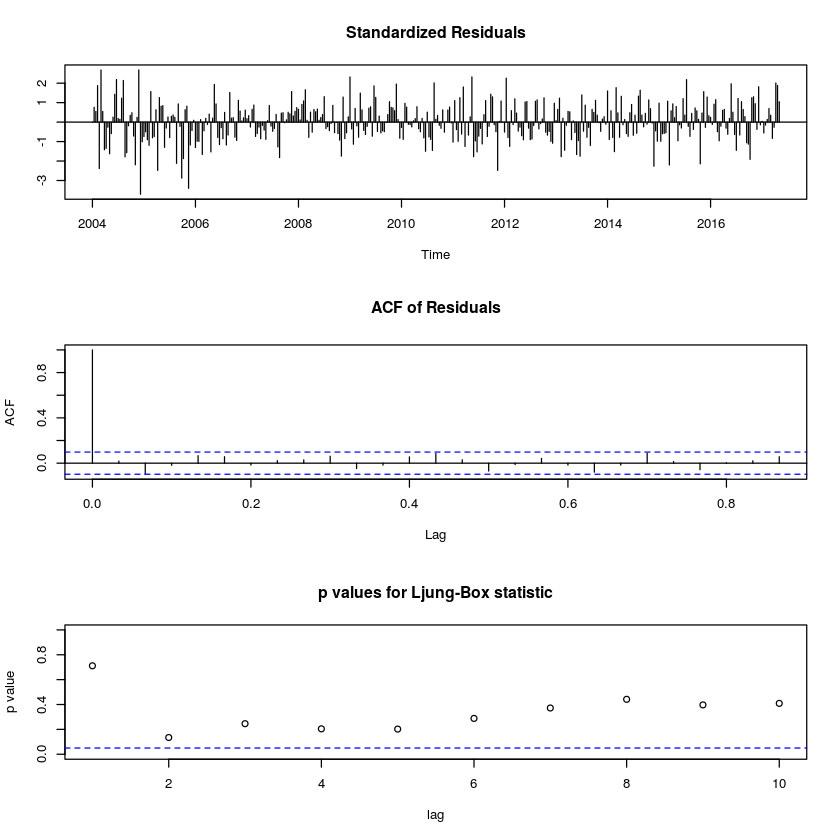 Standardized Residuals
2
1
-1
-3
2004 2006 2008 2010 2012 2014 2016
Time
ACF of Residuals
ACF
0.8
0.4
0.0
0.0 0.2 0.4 0.6 0.8
Lag
p values for Ljung-Box statistic
p value
0.8
0.4
0.0
2 4 6 8 10
lag